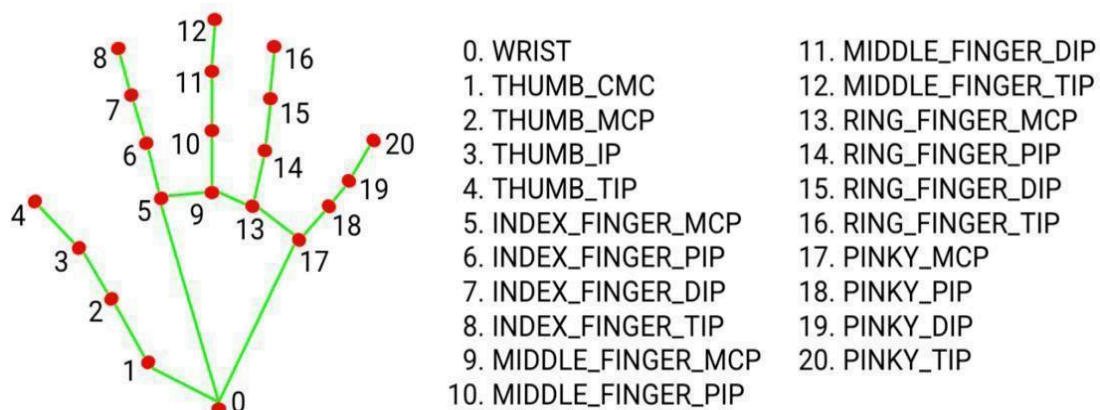 12
8
16
11
7
15
10
20
6
14
19
4
5
9
13
18
3
17
2
1
0
0. WRIST
1. THUMB_CMC
2. THUMB_MCP
3. THUMB_IP
4. THUMB_TIP
5. INDEX_FINGER_MCP
6. INDEX_FINGER_PIP
7. INDEX_FINGER_DIP
8. INDEX_FINGER_TIP
9. MIDDLE_FINGER_MCP
10. MIDDLE_FINGER_PIP
11. MIDDLE_FINGER_DIP
12. MIDDLE_FINGER_TIP
13. RING_FINGER_MCP
14. RING_FINGER_PIP
15. RING_FINGER_DIP
16. RING_FINGER_TIP
17. PINKY_MCP
18. PINKY_PIP
19. PINKY_DIP
20. PINKY_TIP